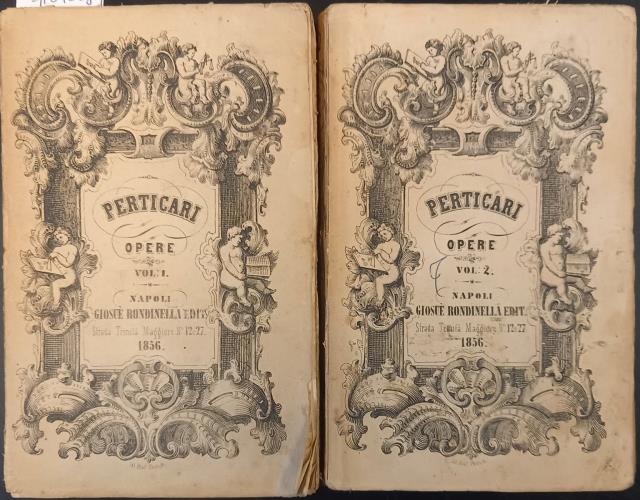 PERTICARI
OPERE
VOL. 1.
NAPOLI
GIOSUÈ RONDINELLA EDIT.
Strada Trinità Maggiore N° 12 e 27
1856.
PERTICARI
OPERE
VOL. 2.
NAPOLI
GIOSUÈ RONDINELLA EDIT.
Strada Trinità Maggiore N° 12 e 27
1856.